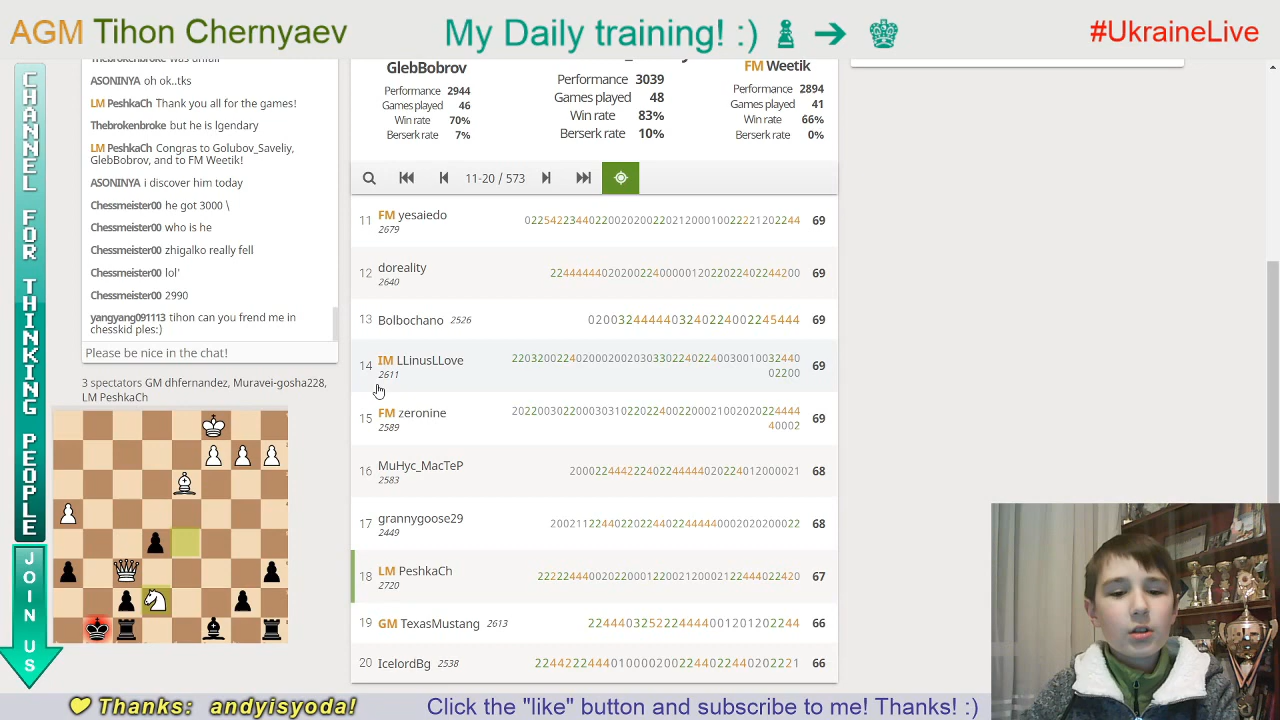 AGM Tihon Chernyaev
My Daily training! :)
#UkraineLive
CHANNEL FOR THINKING PEOPLE
JOIN US
ASONINYA oh ok..tks
LM PeshkaCh Thank you all for the games!
Thebrokenbroke but he is lgendary
LM PeshkaCh Congras to Golubov_Saveliy,
GlebBobrov, and to FM Weetik!
ASONINYA i discover him today
Chessmeister00 he got 3000 \
Chessmeister00 who is he
Chessmeister00 zhigalko really fell
Chessmeister00 lol'
Chessmeister00 2990
yangyang091113 tihon can you frend me in
chesskid ples:)
Please be nice in the chat!
3 spectators GM dhfernandez, Muravei-gosha228,
LM PeshkaCh
GlebBobrov
Performance 2944
Games played 46
Win rate 70%
Berserk rate 7%
Performance 3039
Games played 48
Win rate 83%
Berserk rate 10%
FM Weetik
Performance 2894
Games played 41
Win rate 66%
Berserk rate 0%
11-20 / 573
11 FM yesaiedo 69
2679
12 doreality 69
2640
13 Bolbochano 2526 0200324444403240224002245444 69
14 IM LLinusLLove 69
2611
02200
15 FM zeronine 69
2589
40002
16 MuHyc_MacTeP 68
2583
17 grannygoose29 68
2449
18 LM PeshkaCh 67
2720
19 GM TexasMustang 2613 66
20 IcelordBg 2538 66
Thanks: andyisyoda!
Click the "like" button and subscribe to me! Thanks! :)